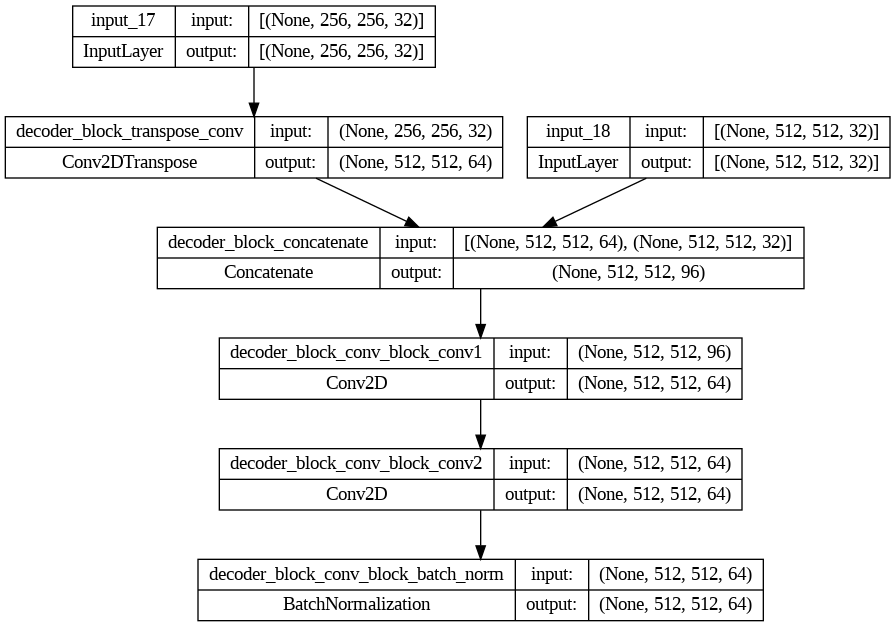 input_17 input: [(None, 256, 256, 32)]
InputLayer output: [(None, 256, 256, 32)]
decoder_block_transpose_conv input: (None, 256, 256, 32)
Conv2DTranspose output: (None, 512, 512, 64)
input_18 input: [(None, 512, 512, 32)]
InputLayer output: [(None, 512, 512, 32)]
decoder_block_concatenate input: [(None, 512, 512, 64), (None, 512, 512, 32)]
Concatenate output: (None, 512, 512, 96)
decoder_block_conv_block_conv1 input: (None, 512, 512, 96)
Conv2D output: (None, 512, 512, 64)
decoder_block_conv_block_conv2 input: (None, 512, 512, 64)
Conv2D output: (None, 512, 512, 64)
decoder_block_conv_block_batch_norm input: (None, 512, 512, 64)
BatchNormalization output: (None, 512, 512, 64)